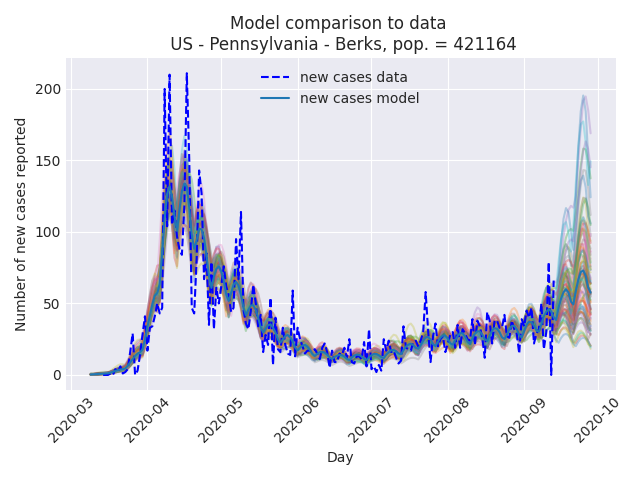 Model comparison to data
US - Pennsylvania - Berks, pop. = 421164
new cases data
new cases model
Number of new cases reported
200
150
100
50
0
2020-03
2020-04
2020-05
2020-06
2020-07
2020-08
2020-09
2020-10
Day